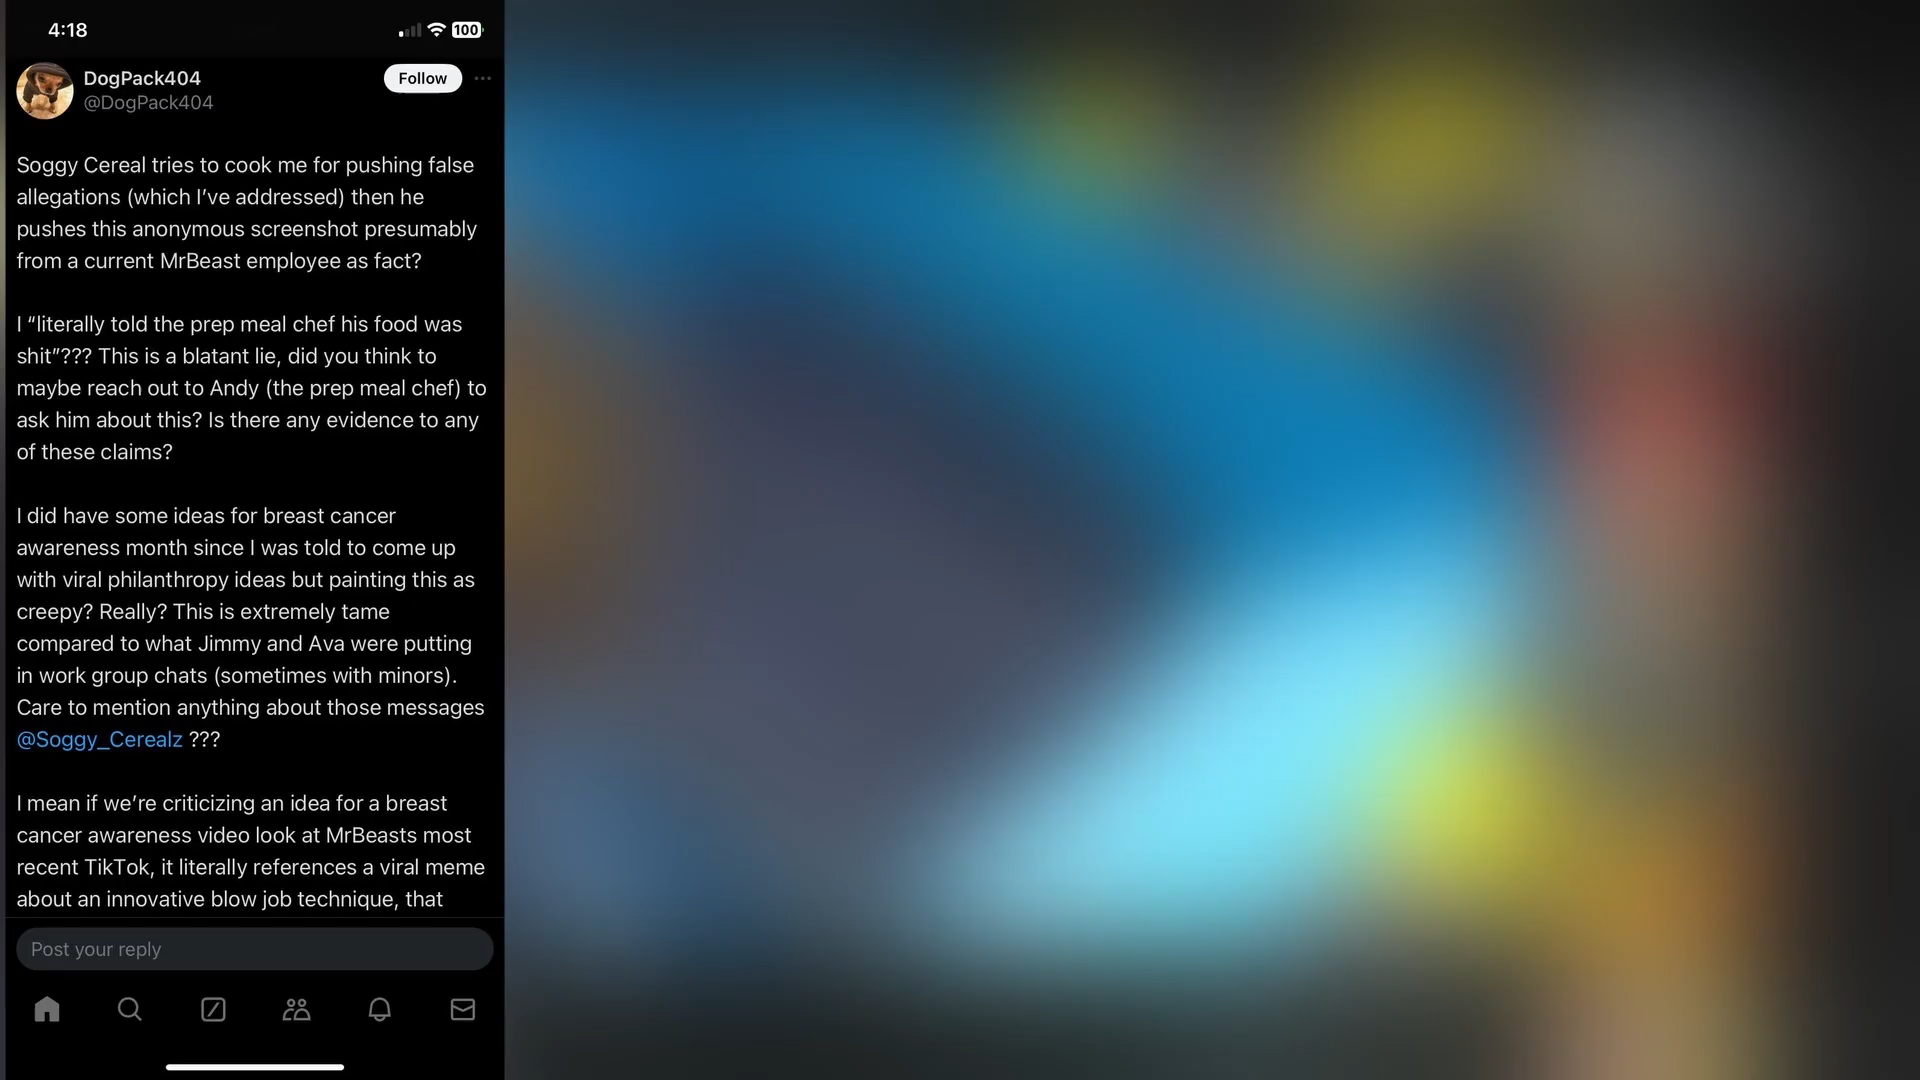 4:18
100
DogPack404
Follow
@DogPack404
Soggy Cereal tries to cook me for pushing false
allegations (which I’ve addressed) then he
pushes this anonymous screenshot presumably
from a current MrBeast employee as fact?
I “literally told the prep meal chef his food was
shit”??? This is a blatant lie, did you think to
maybe reach out to Andy (the prep meal chef) to
ask him about this? Is there any evidence to any
of these claims?
I did have some ideas for breast cancer
awareness month since I was told to come up
with viral philanthropy ideas but painting this as
creepy? Really? This is extremely tame
compared to what Jimmy and Ava were putting
in work group chats (sometimes with minors).
Care to mention anything about those messages
@Soggy_Cerealz ???
I mean if we’re criticizing an idea for a breast
cancer awareness video look at MrBeasts most
recent TikTok, it literally references a viral meme
about an innovative blow job technique, that
Post your reply